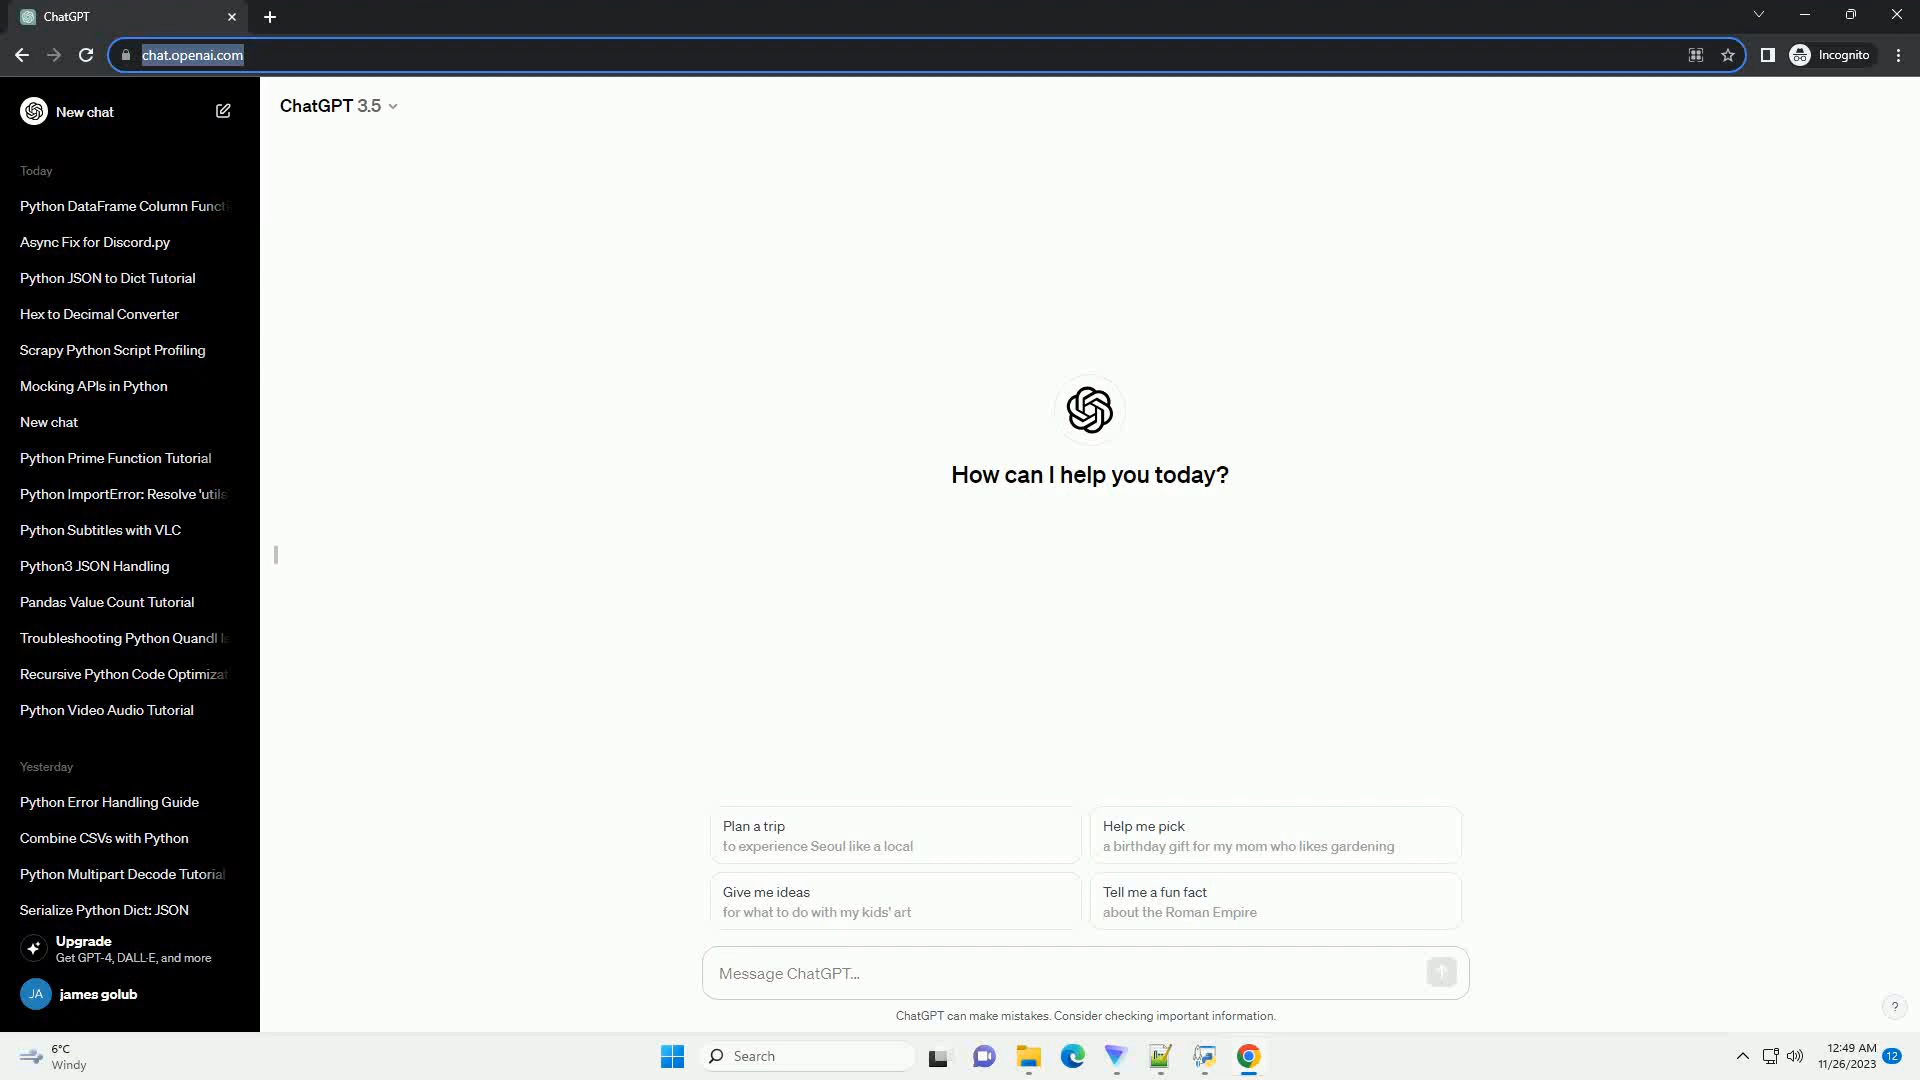 ChatGPT
chat.openai.com
Incognito
New chat
ChatGPT 3.5
Today
Python DataFrame Column Functi
Async Fix for Discord.py
Python JSON to Dict Tutorial
Hex to Decimal Converter
Scrapy Python Script Profiling
Mocking APIs in Python
New chat
Python Prime Function Tutorial
Python ImportError: Resolve 'utils
Python Subtitles with VLC
Python3 JSON Handling
Pandas Value Count Tutorial
Troubleshooting Python Quandl
Recursive Python Code Optimizat
Python Video Audio Tutorial
Yesterday
Python Error Handling Guide
Combine CSVs with Python
Python Multipart Decode Tutorial
Serialize Python Dict: JSON
Upgrade
Get GPT-4, DALL·E, and more
JA james golub
How can I help you today?
Plan a trip
to experience Seoul like a local
Help me pick
a birthday gift for my mom who likes gardening
Give me ideas
for what to do with my kids' art
Tell me a fun fact
about the Roman Empire
Message ChatGPT...
ChatGPT can make mistakes. Consider checking important information.
?
6°C
Windy
Search
12:49 AM
11/26/2023
12